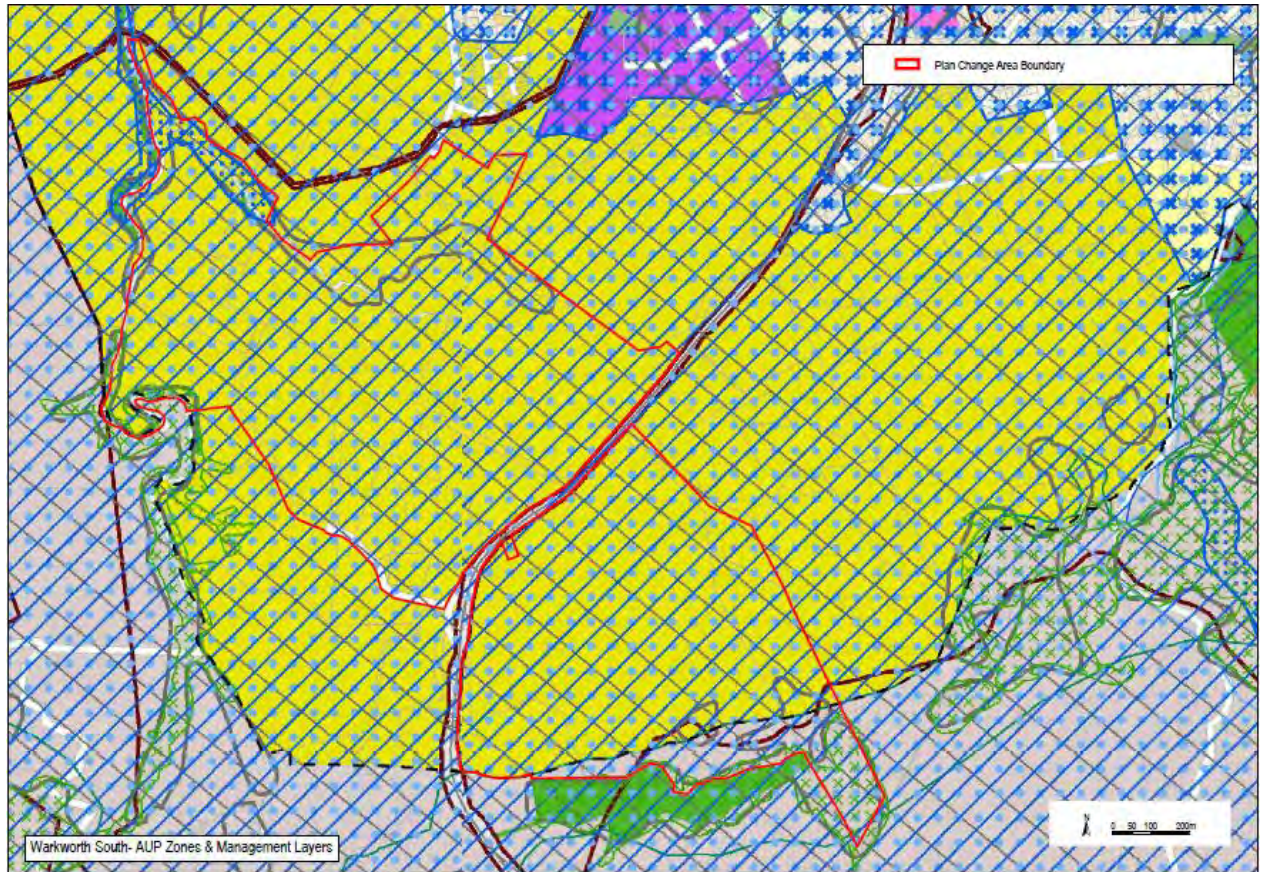 Plan Change Area Boundary
N
0 50 100 200m
Warkworth South- AUP Zones & Management Layers